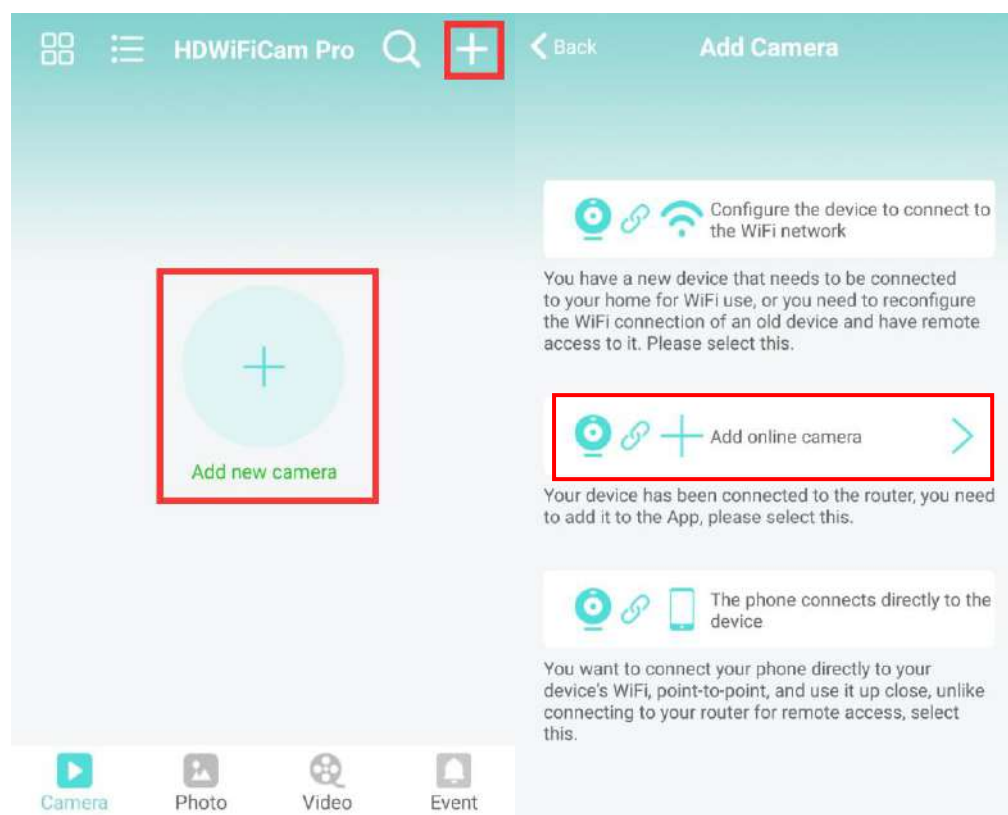 HDWiFiCam Pro
Add new camera
Camera
Photo
Video
Event
Back
Add Camera
Configure the device to connect to
the WiFi network
You have a new device that needs to be connected
to your home for WiFi use, or you need to reconfigure
the WiFi connection of an old device and have remote
access to it. Please select this.
Add online camera
Your device has been connected to the router, you need
to add it to the App, please select this.
The phone connects directly to the
device
You want to connect your phone directly to your
device's WiFi, point-to-point, and use it up close, unlike
connecting to your router for remote access, select
this.